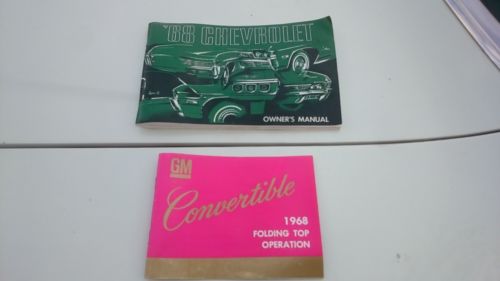 '68 CHEVROLET
OWNER'S MANUAL
GM
Convertible
1968
FOLDING TOP
OPERATION